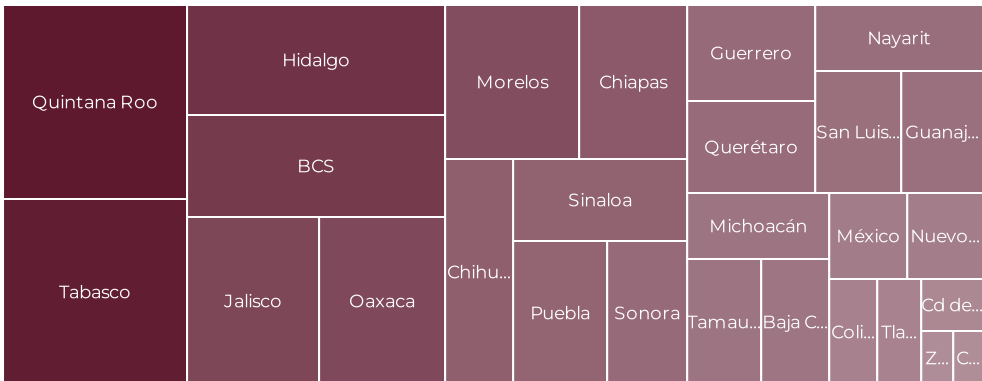 Quintana Roo
Tabasco
Hidalgo
BCS
Jalisco
Oaxaca
Morelos
Chiapas
Chihu...
Sinaloa
Puebla
Sonora
Guerrero
Querétaro
Nayarit
San Luis...
Guanaj...
Michoacán
Tamau...
Baja C...
México
Nuevo...
Coli...
Tla...
Cd de...
Z...
C...